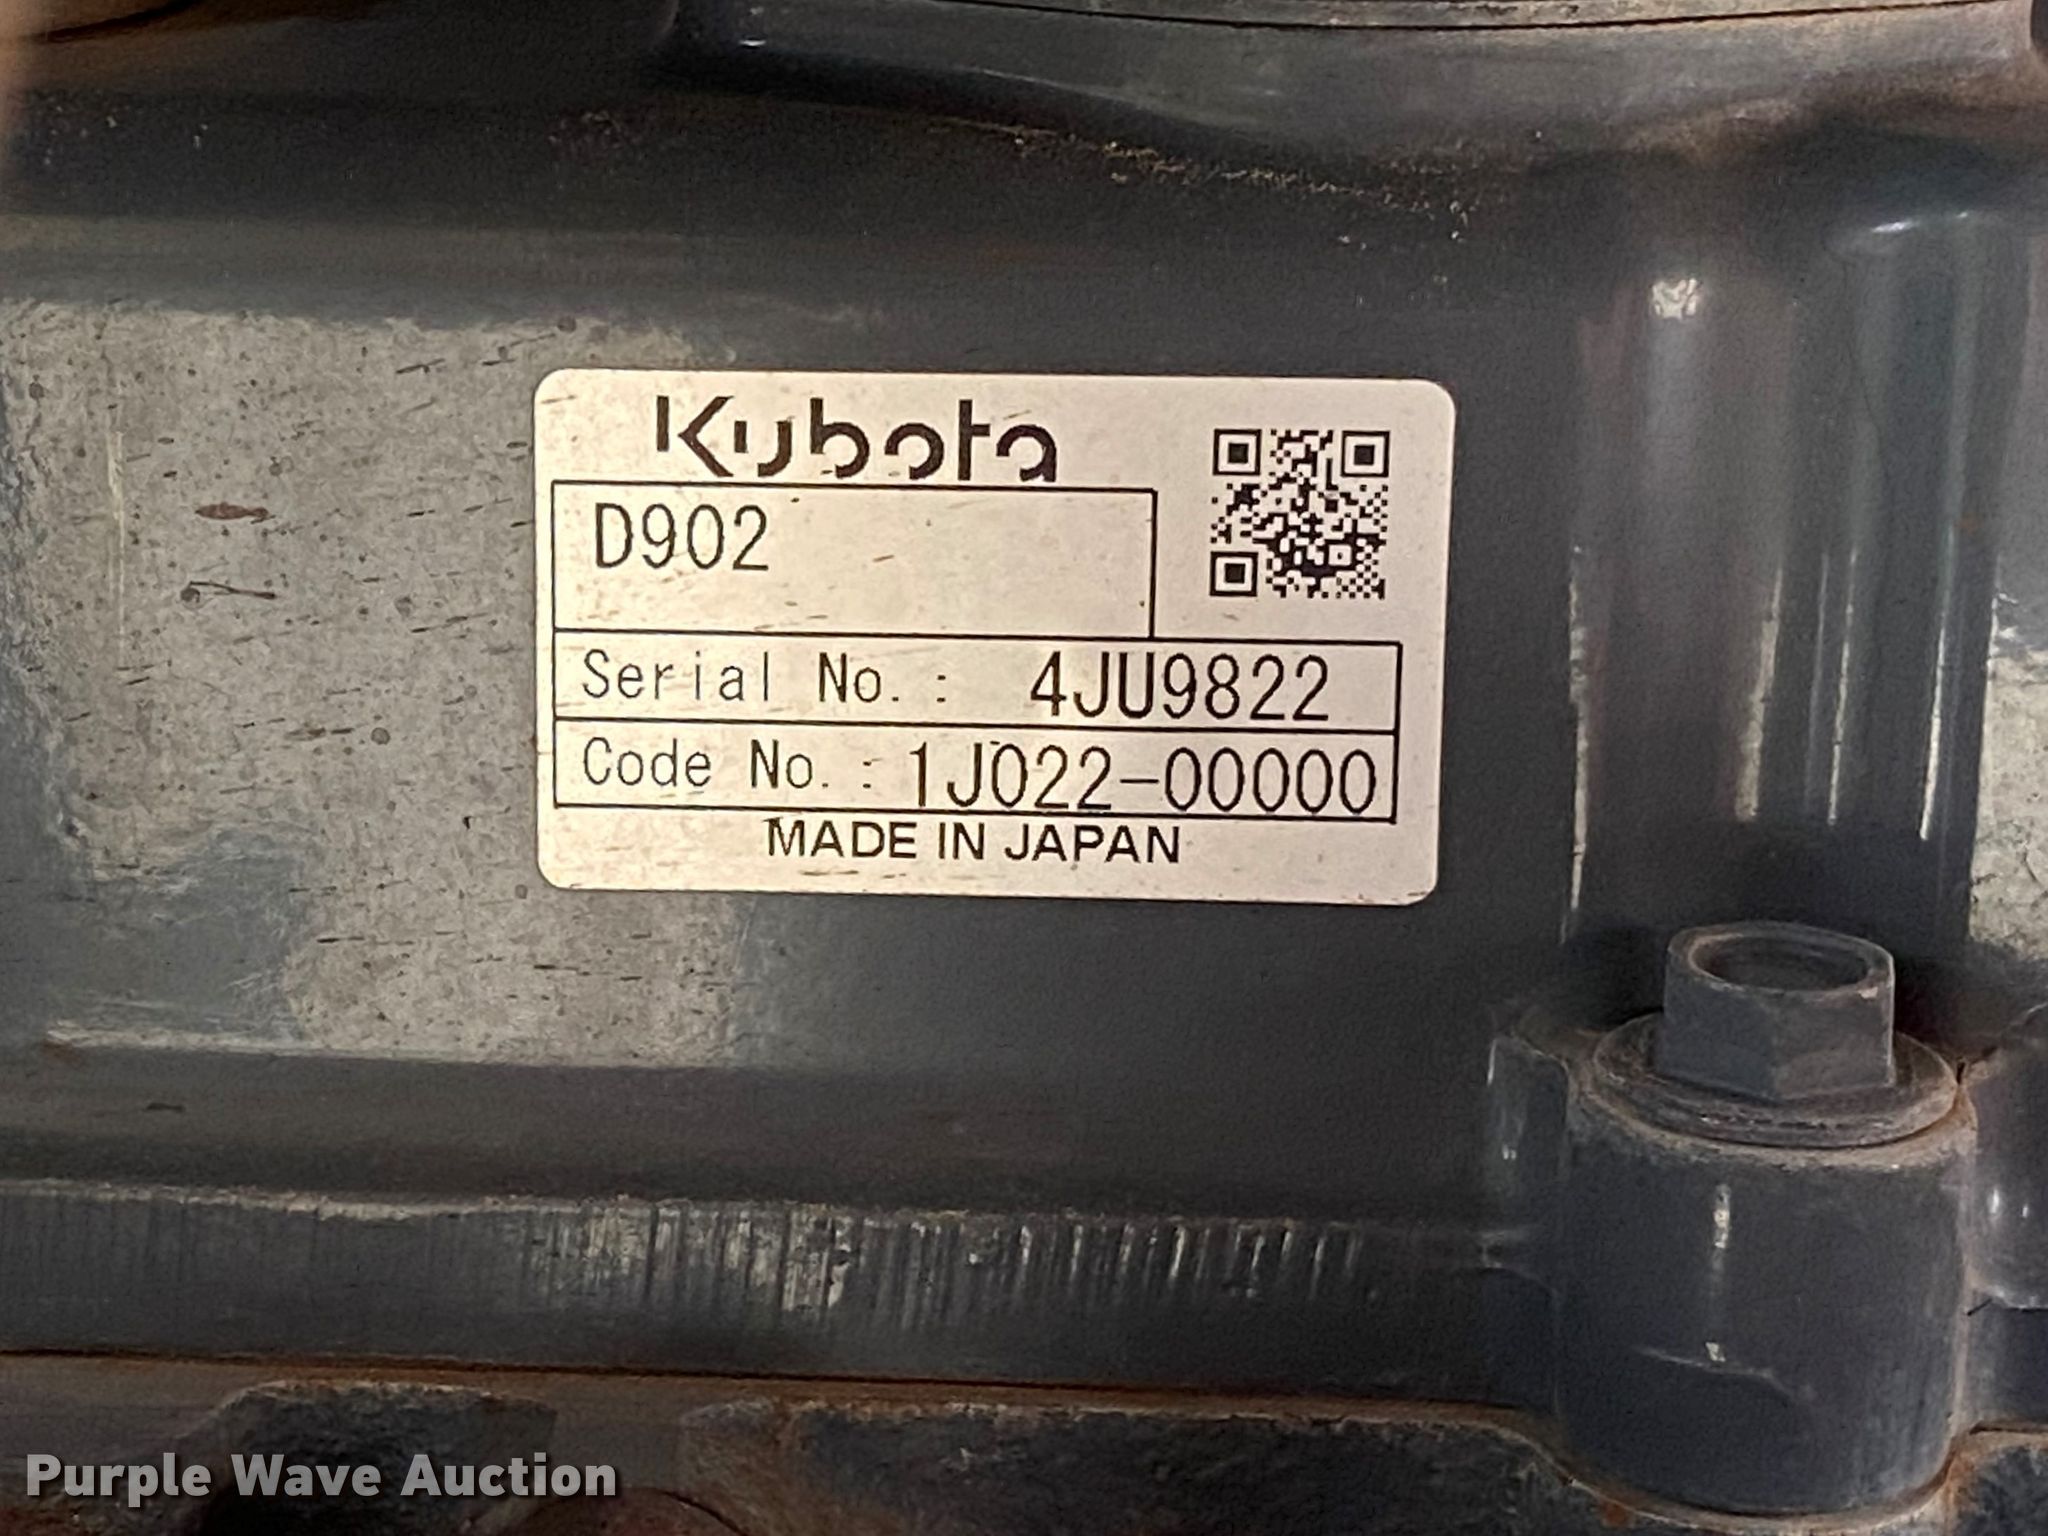 Kubota
D902
Serial No.: 4JU9822
Code No.: 1J022-00000
MADE IN JAPAN
Purple Wave Auction